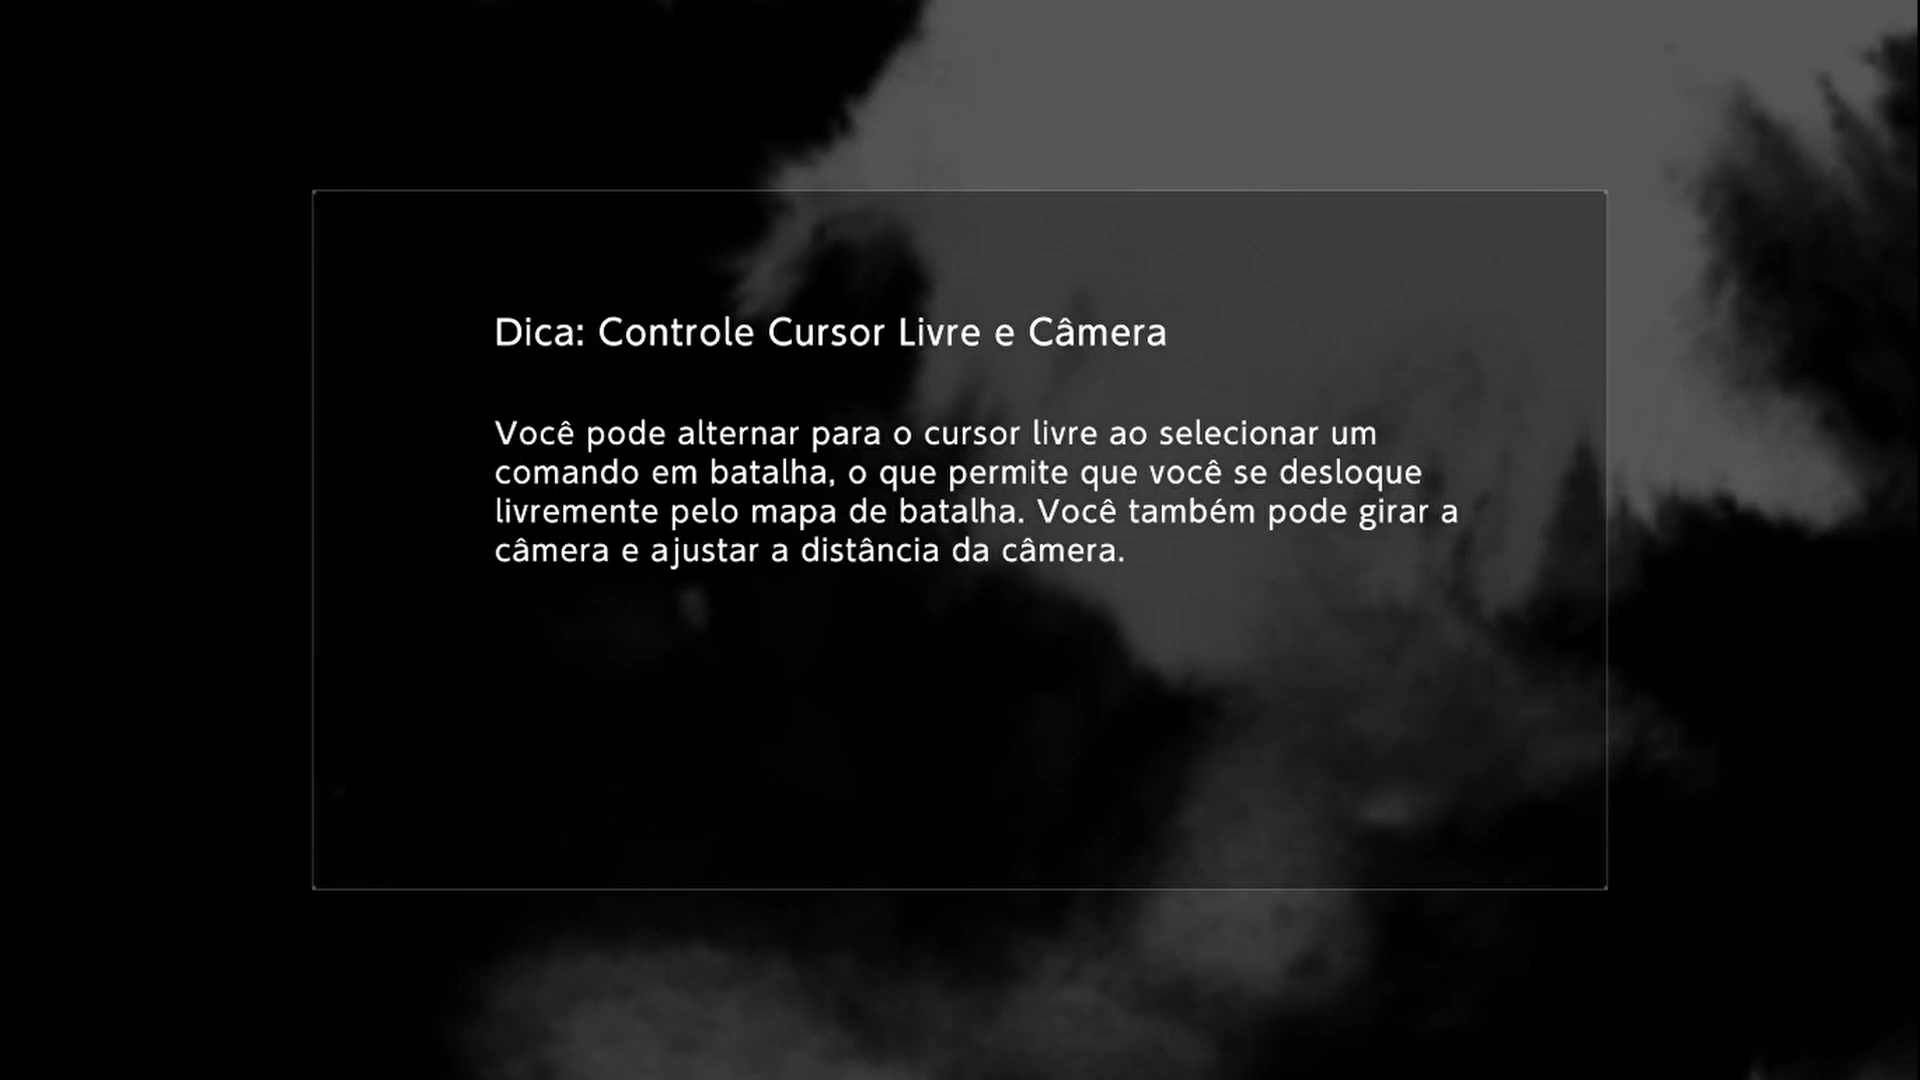 Dica: Controle Cursor Livre e Câmera
Você pode alternar para o cursor livre ao selecionar um
comando em batalha, o que permite que você se desloque
livremente pelo mapa de batalha. Você também pode girar a
câmera e ajustar a distância da câmera.